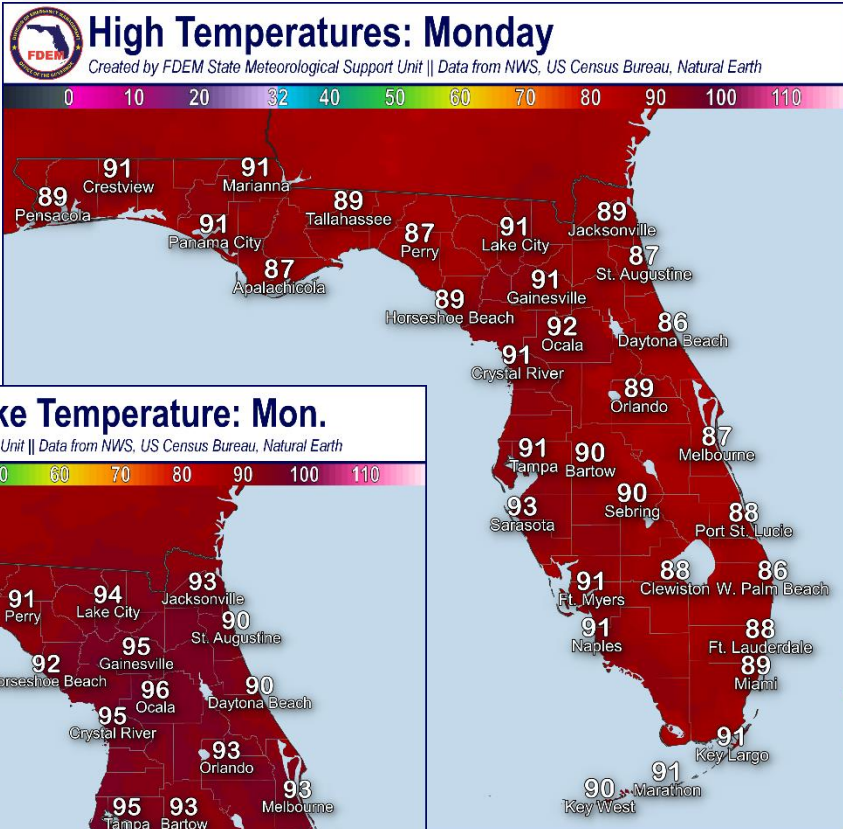 FDEM
High Temperatures: Monday
Created by FDEM State Meteorological Support Unit || Data from NWS, US Census Bureau, Natural Earth
0 10 20 32 40 50 60 70 80 90 100 110
91
Crestview
91
Marianna
89
Pensacola
89
Tallahassee
91
Panama City
87
Perry
91
Lake City
89
Jacksonville
87
St. Augustine
87
Apalachicola
91
Gainesville
89
Horseshoe Beach
92
Ocala
86
Daytona Beach
91
Crystal River
89
Orlando
91
Tampa
90
Bartow
87
Melbourne
93
Sarasota
90
Sebring
88
Port St. Lucie
91
Ft. Myers
88
Clewiston
86
W. Palm Beach
91
Naples
88
Ft. Lauderdale
89
Miami
91
Key Largo
91
Marathon
90
Key West
ke Temperature: Mon.
Unit || Data from NWS, US Census Bureau, Natural Earth
0 60 70 80 90 100 110
91
Perry
94
Lake City
93
Jacksonville
90
St. Augustine
95
Gainesville
92
orseshoe Beach
96
Ocala
90
Daytona Beach
95
Crystal River
93
Orlando
93
Melbourne
95
Tampa
93
Bartow